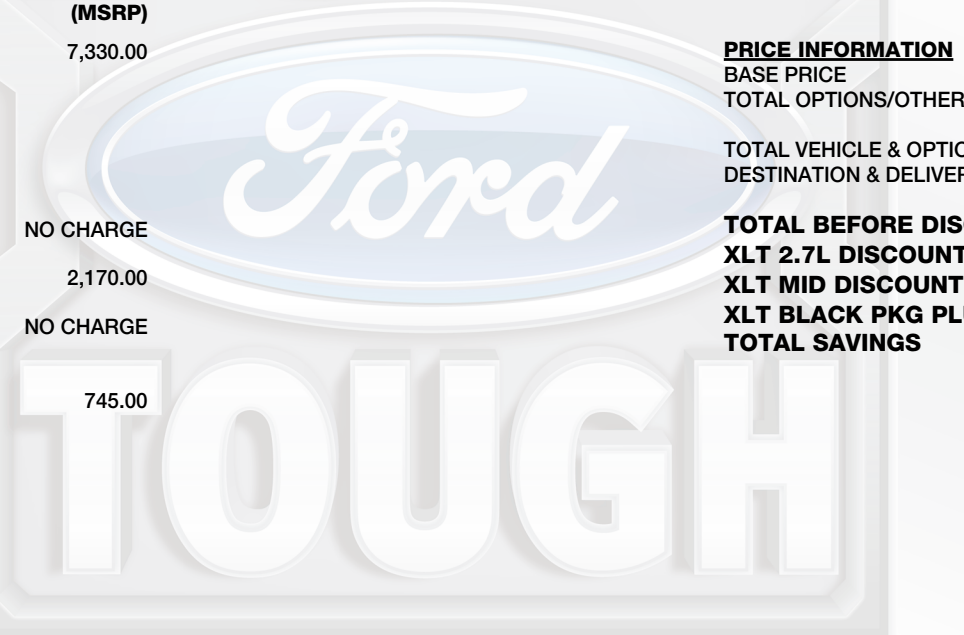 (MSRP)
7,330.00
NO CHARGE
2,170.00
NO CHARGE
745.00
PRICE INFORMATION
BASE PRICE
TOTAL OPTIONS/OTHER
TOTAL VEHICLE & OPTIO
DESTINATION & DELIVER
TOTAL BEFORE DIS
XLT 2.7L DISCOUNT
XLT MID DISCOUNT
XLT BLACK PKG PL
TOTAL SAVINGS
Ford
TOUGH